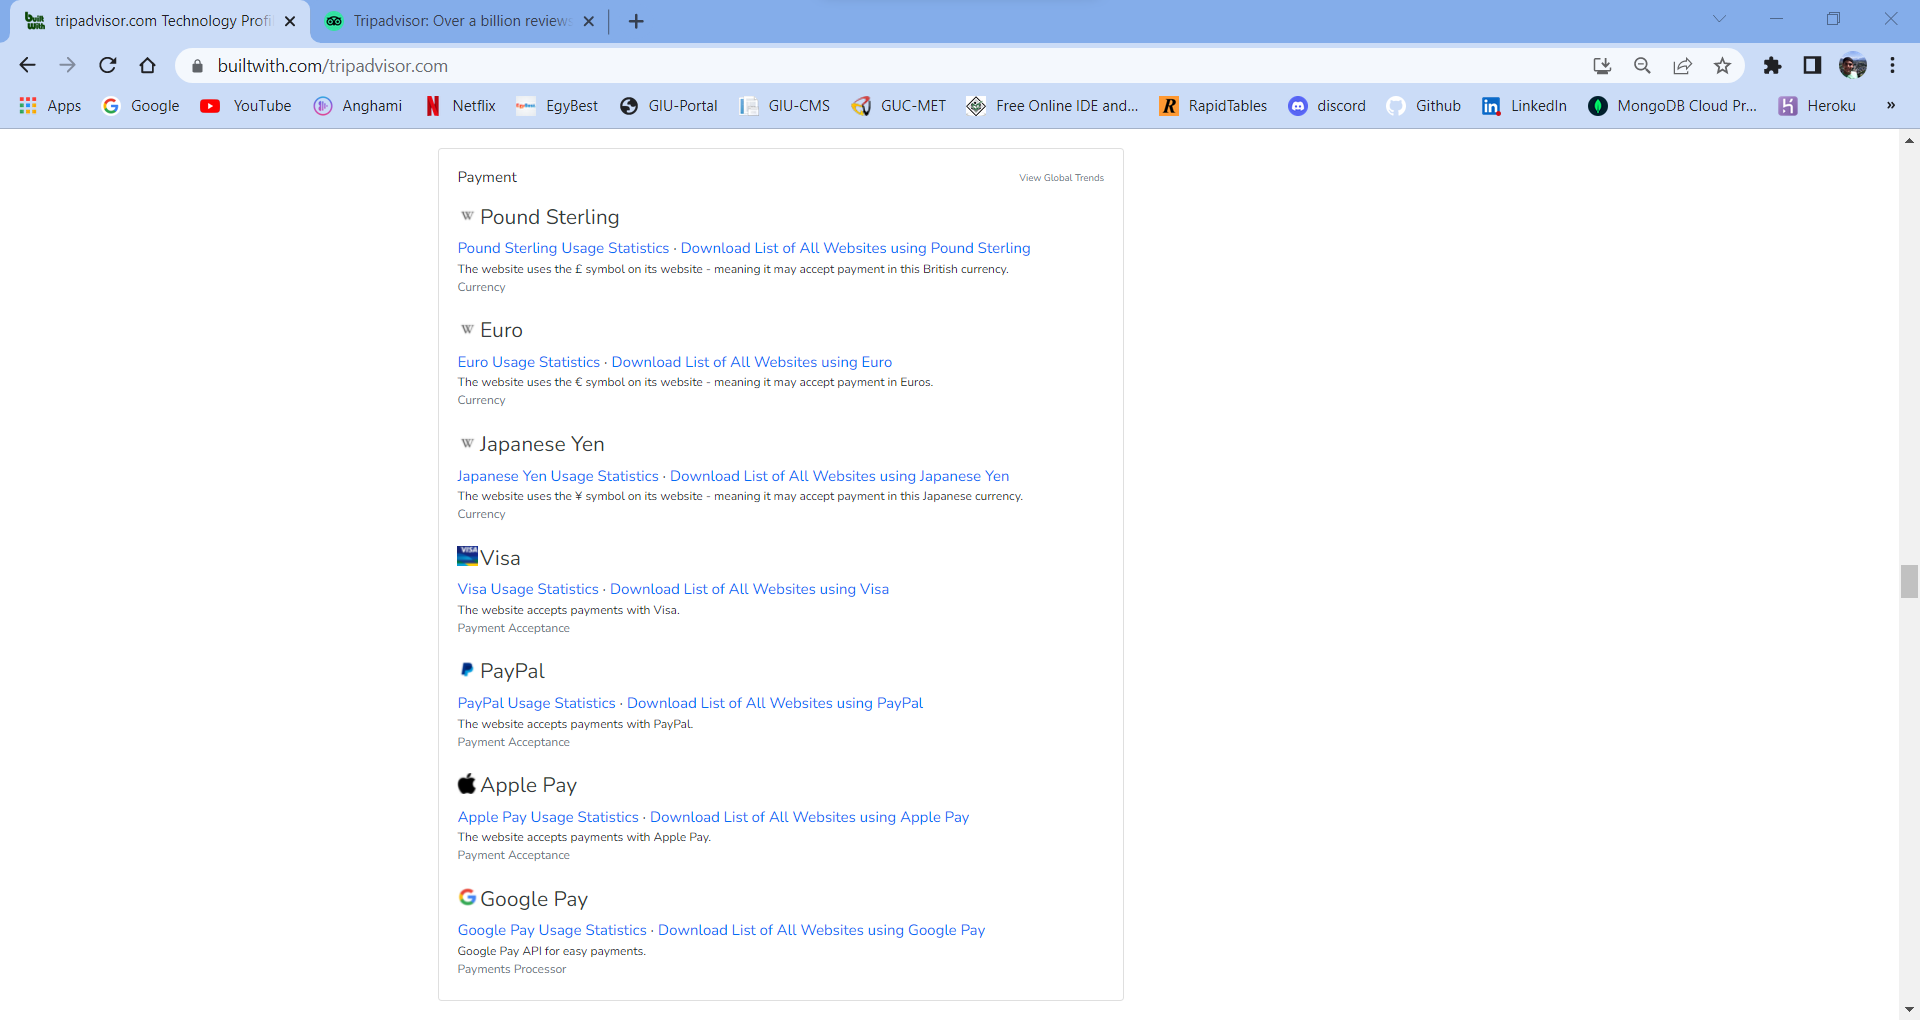 tripadvisor.com Technology Profi
Tripadvisor: Over a billion reviews
builtwith.com/tripadvisor.com
Apps Google YouTube Anghami Netflix EgyBest GIU-Portal GIU-CMS GUC-MET Free Online IDE and... RapidTables discord Github LinkedIn MongoDB Cloud Pr... Heroku »
Payment
View Global Trends
Pound Sterling
Pound Sterling Usage Statistics · Download List of All Websites using Pound Sterling
The website uses the £ symbol on its website - meaning it may accept payment in this British currency.
Currency
Euro
Euro Usage Statistics · Download List of All Websites using Euro
The website uses the € symbol on its website - meaning it may accept payment in Euros.
Currency
Japanese Yen
Japanese Yen Usage Statistics · Download List of All Websites using Japanese Yen
The website uses the ¥ symbol on its website - meaning it may accept payment in this Japanese currency.
Currency
VISA
Visa
Visa Usage Statistics · Download List of All Websites using Visa
The website accepts payments with Visa.
Payment Acceptance
PayPal
PayPal Usage Statistics · Download List of All Websites using PayPal
The website accepts payments with PayPal.
Payment Acceptance
Apple Pay
Apple Pay Usage Statistics · Download List of All Websites using Apple Pay
The website accepts payments with Apple Pay.
Payment Acceptance
Google Pay
Google Pay Usage Statistics · Download List of All Websites using Google Pay
Google Pay API for easy payments.
Payments Processor